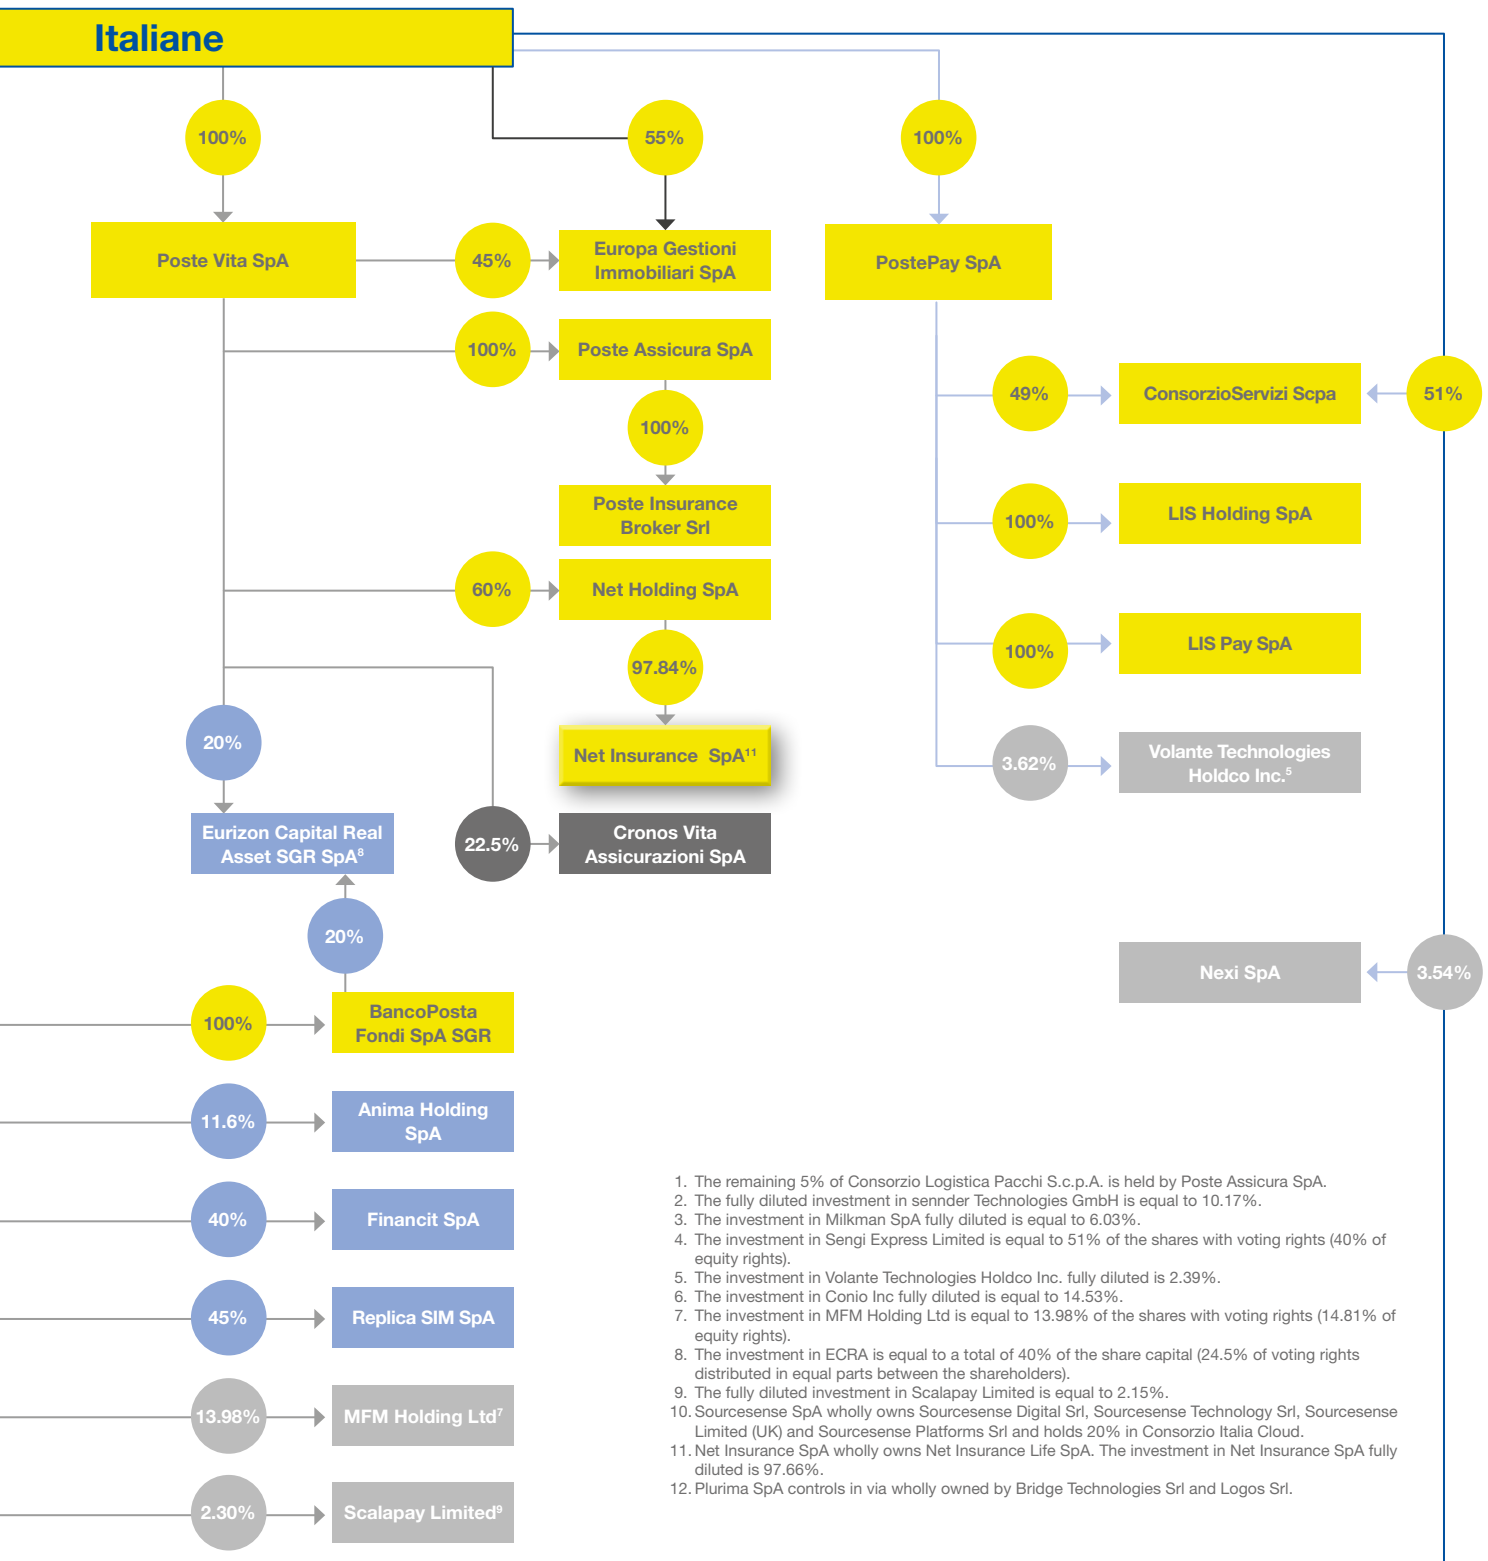 Italiane
100%
55%
100%
Poste Vita SpA
45%
Europa Gestioni
Immobiliari SpA
PostePay SpA
100%
Poste Assicura SpA
49%
ConsorzioServizi Scpa
51%
100%
Poste Insurance
Broker Srl
100%
LIS Holding SpA
60%
Net Holding SpA
100%
LIS Pay SpA
97.84%
20%
Net Insurance SpA11
3.62%
Volante Technologies
Holdco Inc.5
Eurizon Capital Real
Asset SGR SpA8
22.5%
Cronos Vita
Assicurazioni SpA
20%
Nexi SpA
3.54%
100%
BancoPosta
Fondi SpA SGR
11.6%
Anima Holding
SpA
40%
Financit SpA
45%
Replica SIM SpA
13.98%
MFM Holding Ltd7
2.30%
Scalapay Limited9
1. The remaining 5% of Consorzio Logistica Pacchi S.c.p.A. is held by Poste Assicura SpA.
2. The fully diluted investment in sennder Technologies GmbH is equal to 10.17%.
3. The investment in Milkman SpA fully diluted is equal to 6.03%.
4. The investment in Sengi Express Limited is equal to 51% of the shares with voting rights (40% of
equity rights).
5. The investment in Volante Technologies Holdco Inc. fully diluted is 2.39%.
6. The investment in Conio Inc fully diluted is equal to 14.53%.
7. The investment in MFM Holding Ltd is equal to 13.98% of the shares with voting rights (14.81% of
equity rights).
8. The investment in ECRA is equal to a total of 40% of the share capital (24.5% of voting rights
distributed in equal parts between the shareholders).
9. The fully diluted investment in Scalapay Limited is equal to 2.15%.
10. Sourcesense SpA wholly owns Sourcesense Digital Srl, Sourcesense Technology Srl, Sourcesense
Limited (UK) and Sourcesense Platforms Srl and holds 20% in Consorzio Italia Cloud.
11. Net Insurance SpA wholly owns Net Insurance Life SpA. The investment in Net Insurance SpA fully
diluted is 97.66%.
12. Plurima SpA controls in via wholly owned by Bridge Technologies Srl and Logos Srl.